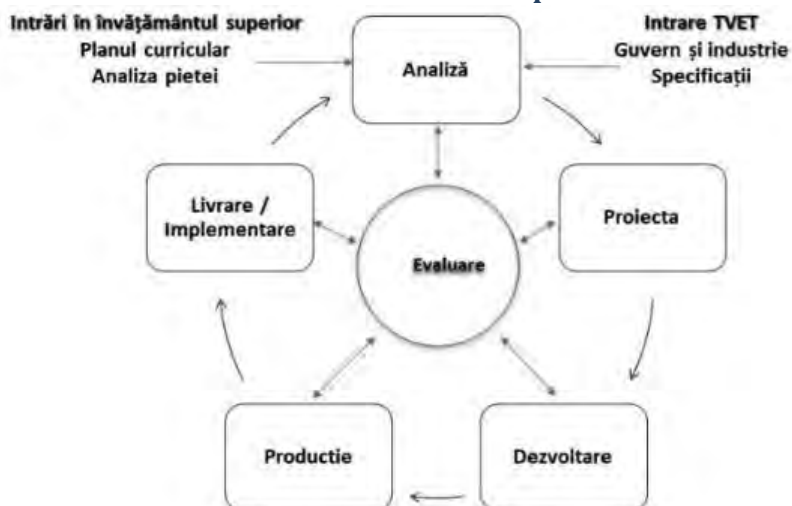 Intrări în învățământul superior
Planul curricular
Analiza pietei
Intrare TVET
Guvern și industrie
Specificații
Analiză
Livrare /
Implementare
Proiecta
Evaluare
Productie
Dezvoltare